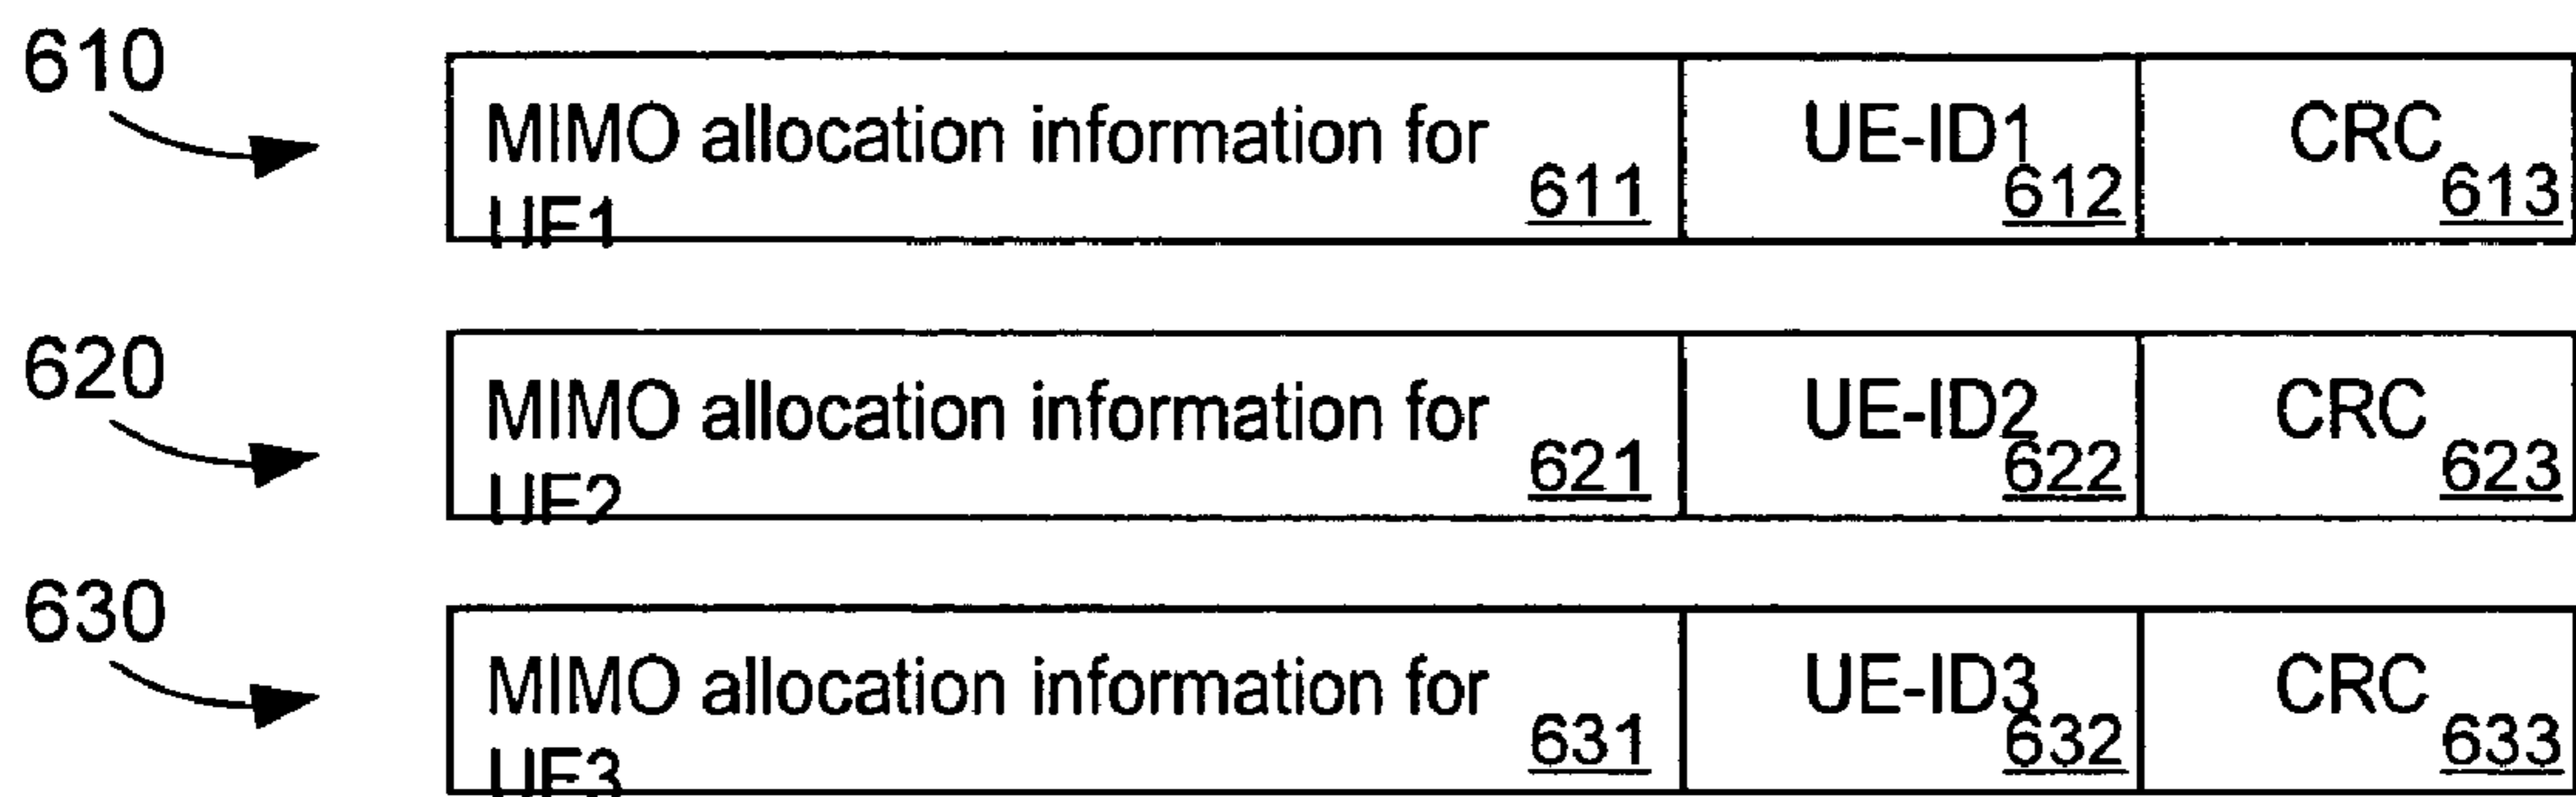 610
MIMO allocation information for
UE1
611
UE-ID1
612
CRC
613
620
MIMO allocation information for
UE2
621
UE-ID2
622
CRC
623
630
MIMO allocation information for
UE3
631
UE-ID3
632
CRC
633